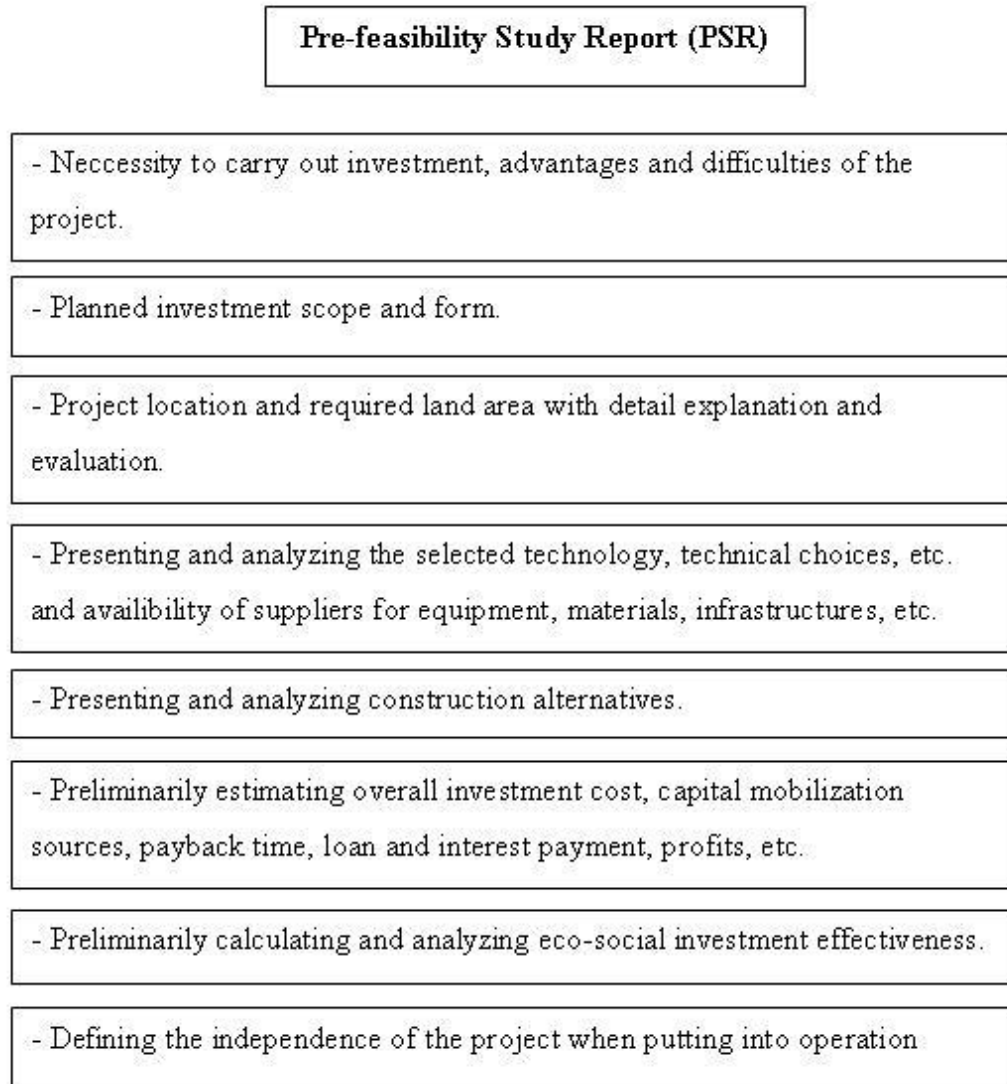 Pre-feasibility Study Report (PSR)
- Neccessity to carry out investment, advantages and difficulties of the
project.
- Planned investment scope and form.
- Project location and required land area with detail explanation and
evaluation.
- Presenting and analyzing the selected technology, technical choices, etc.
and availibility of suppliers for equipment, materials, infrastructures, etc.
- Presenting and analyzing construction alternatives.
- Preliminarily estimating overall investment cost, capital mobilization
sources, payback time, loan and interest payment, profits, etc.
- Preliminarily calculating and analyzing eco-social investment effectiveness.
- Defining the independence of the project when putting into operation